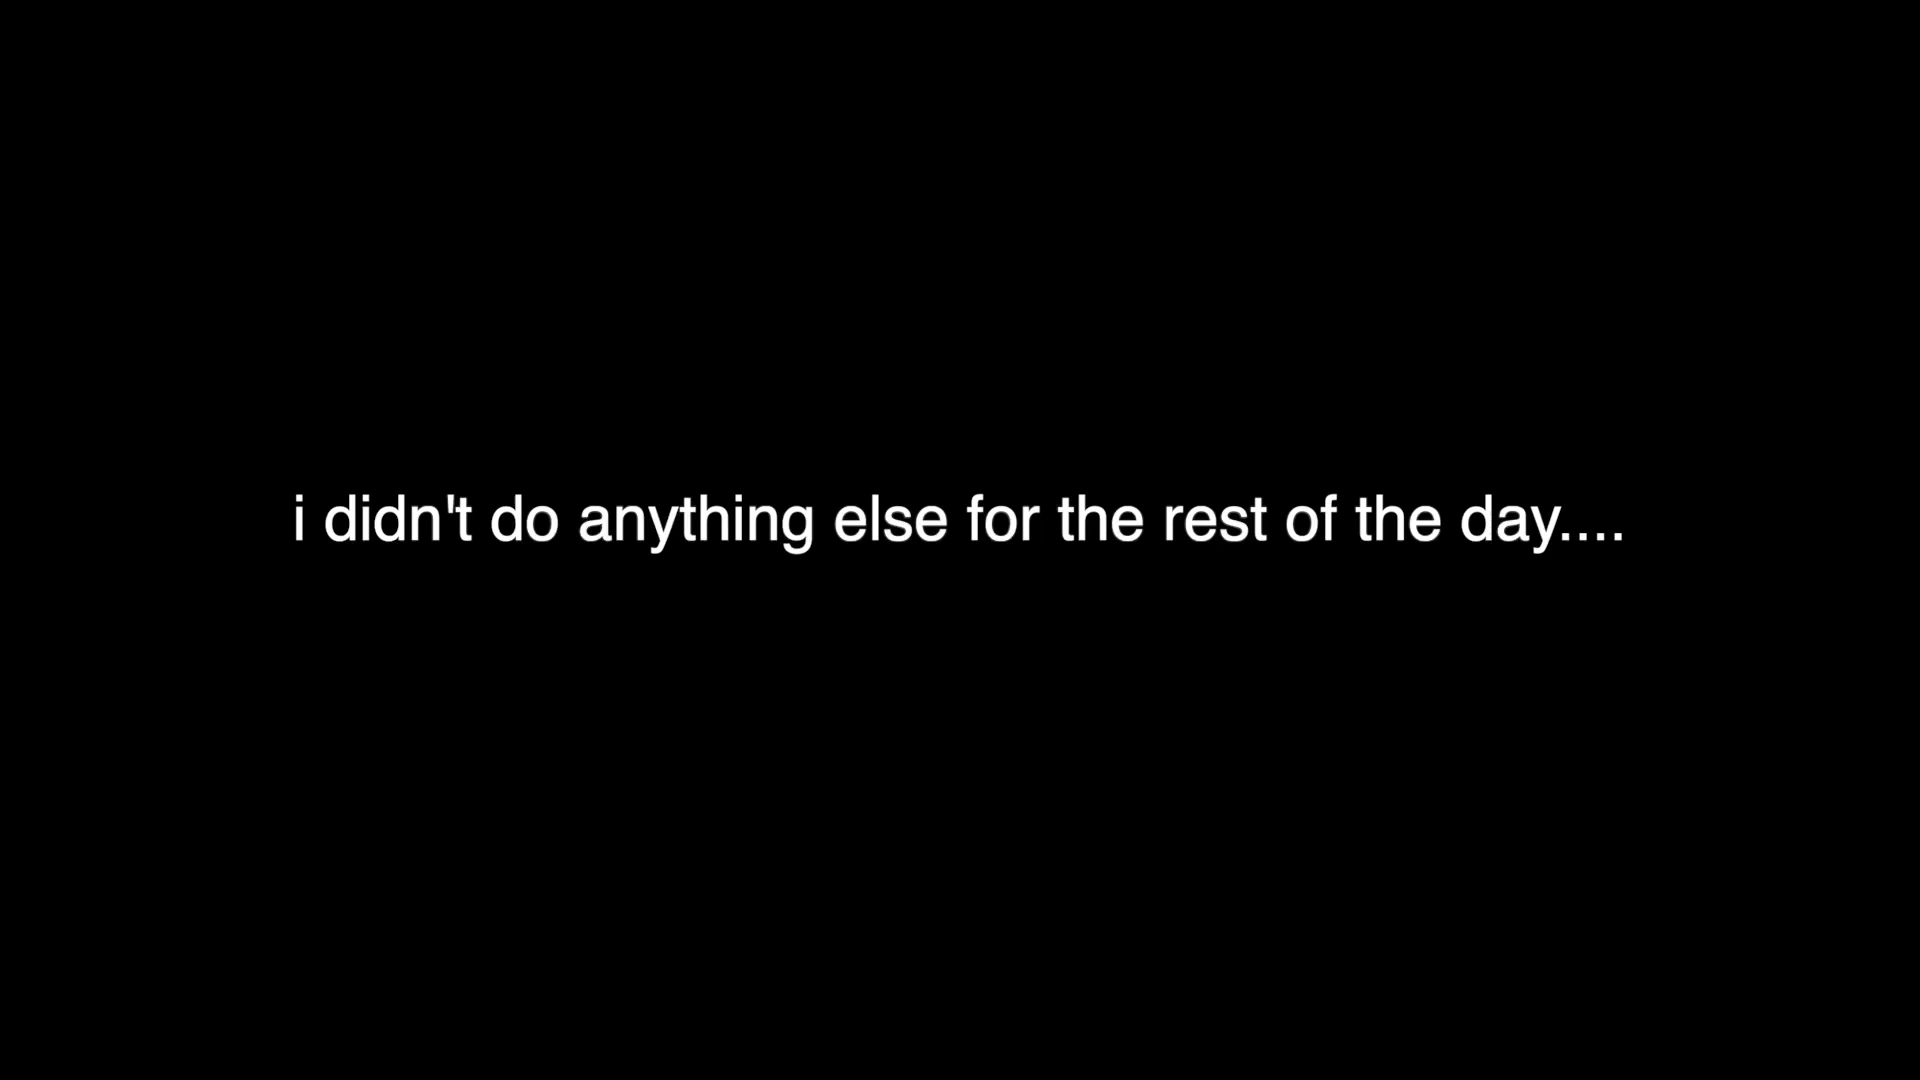 i didn't do anything else for the rest of the day....